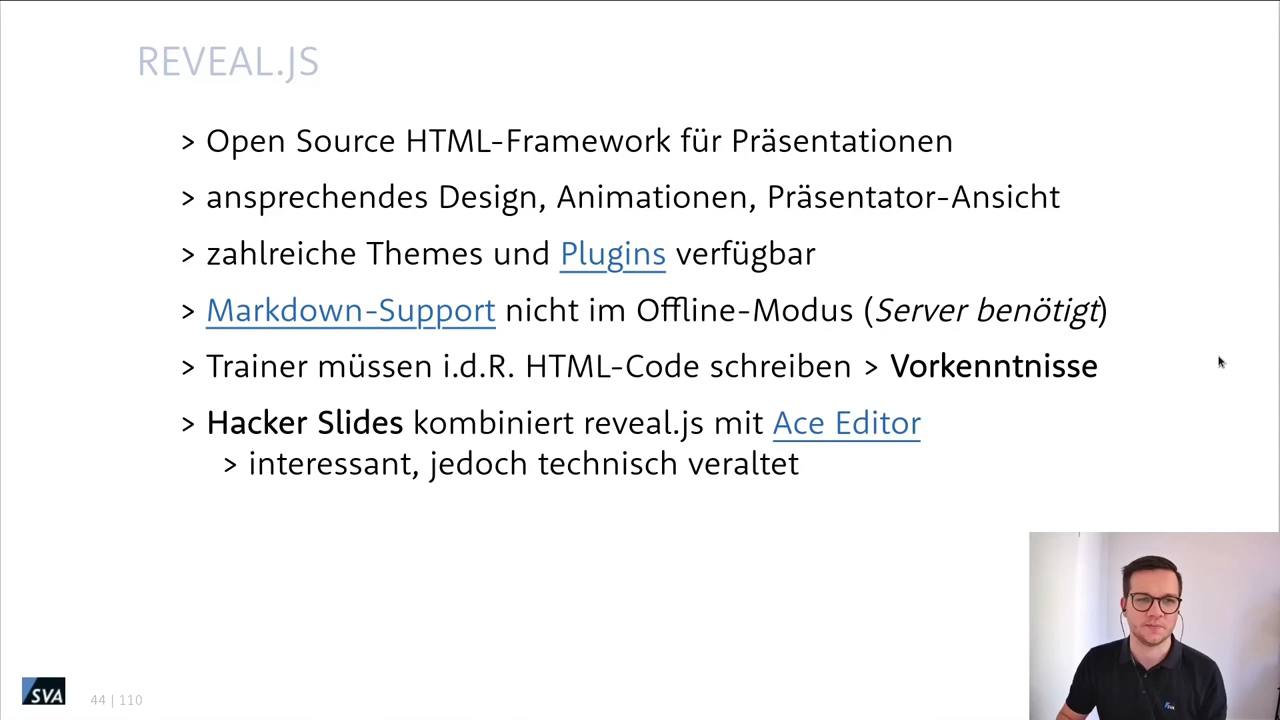 REVEAL.JS
> Open Source HTML-Framework für Präsentationen
> ansprechendes Design, Animationen, Präsentator-Ansicht
> zahlreiche Themes und Plugins verfügbar
> Markdown-Support nicht im Offline-Modus (Server benötigt)
> Trainer müssen i.d.R. HTML-Code schreiben > Vorkenntnisse
> Hacker Slides kombiniert reveal.js mit Ace Editor
> interessant, jedoch technisch veraltet
SVA
44 | 110